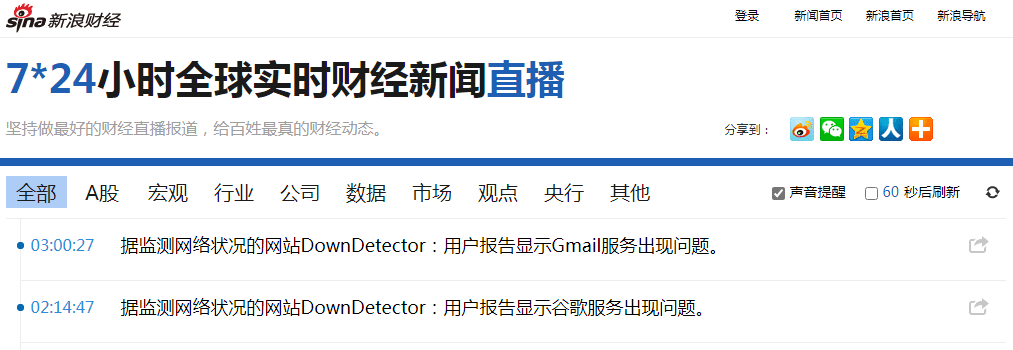 sina 新浪财经
登录 新闻首页 新浪首页 新浪导航
7*24小时全球实时财经新闻直播
坚持做最好的财经直播报道，给百姓最真的财经动态。
分享到：
全部 A股 宏观 行业 公司 数据 市场 观点 央行 其他 声音提醒 60 秒后刷新
03:00:27 据监测网络状况的网站DownDetector：用户报告显示Gmail服务出现问题。
02:14:47 据监测网络状况的网站DownDetector：用户报告显示谷歌服务出现问题。